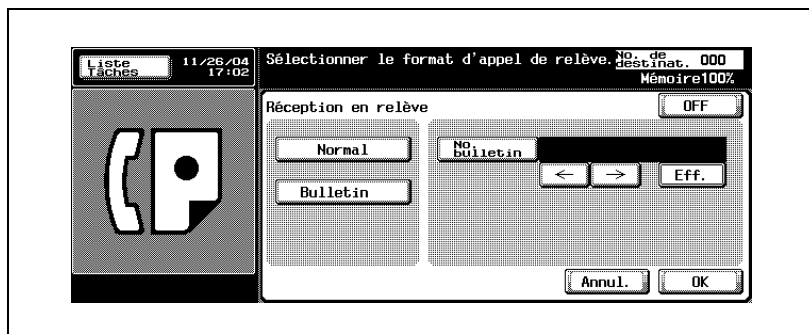 Liste
Tâches
11/26/04
17:02
Sélectionner le format d'appel de relève.
No. de
destinat. 000
Mémoire100%
Réception en relève
OFF
Normal
No.
bulletin
← → Eff.
Bulletin
Annul. OK